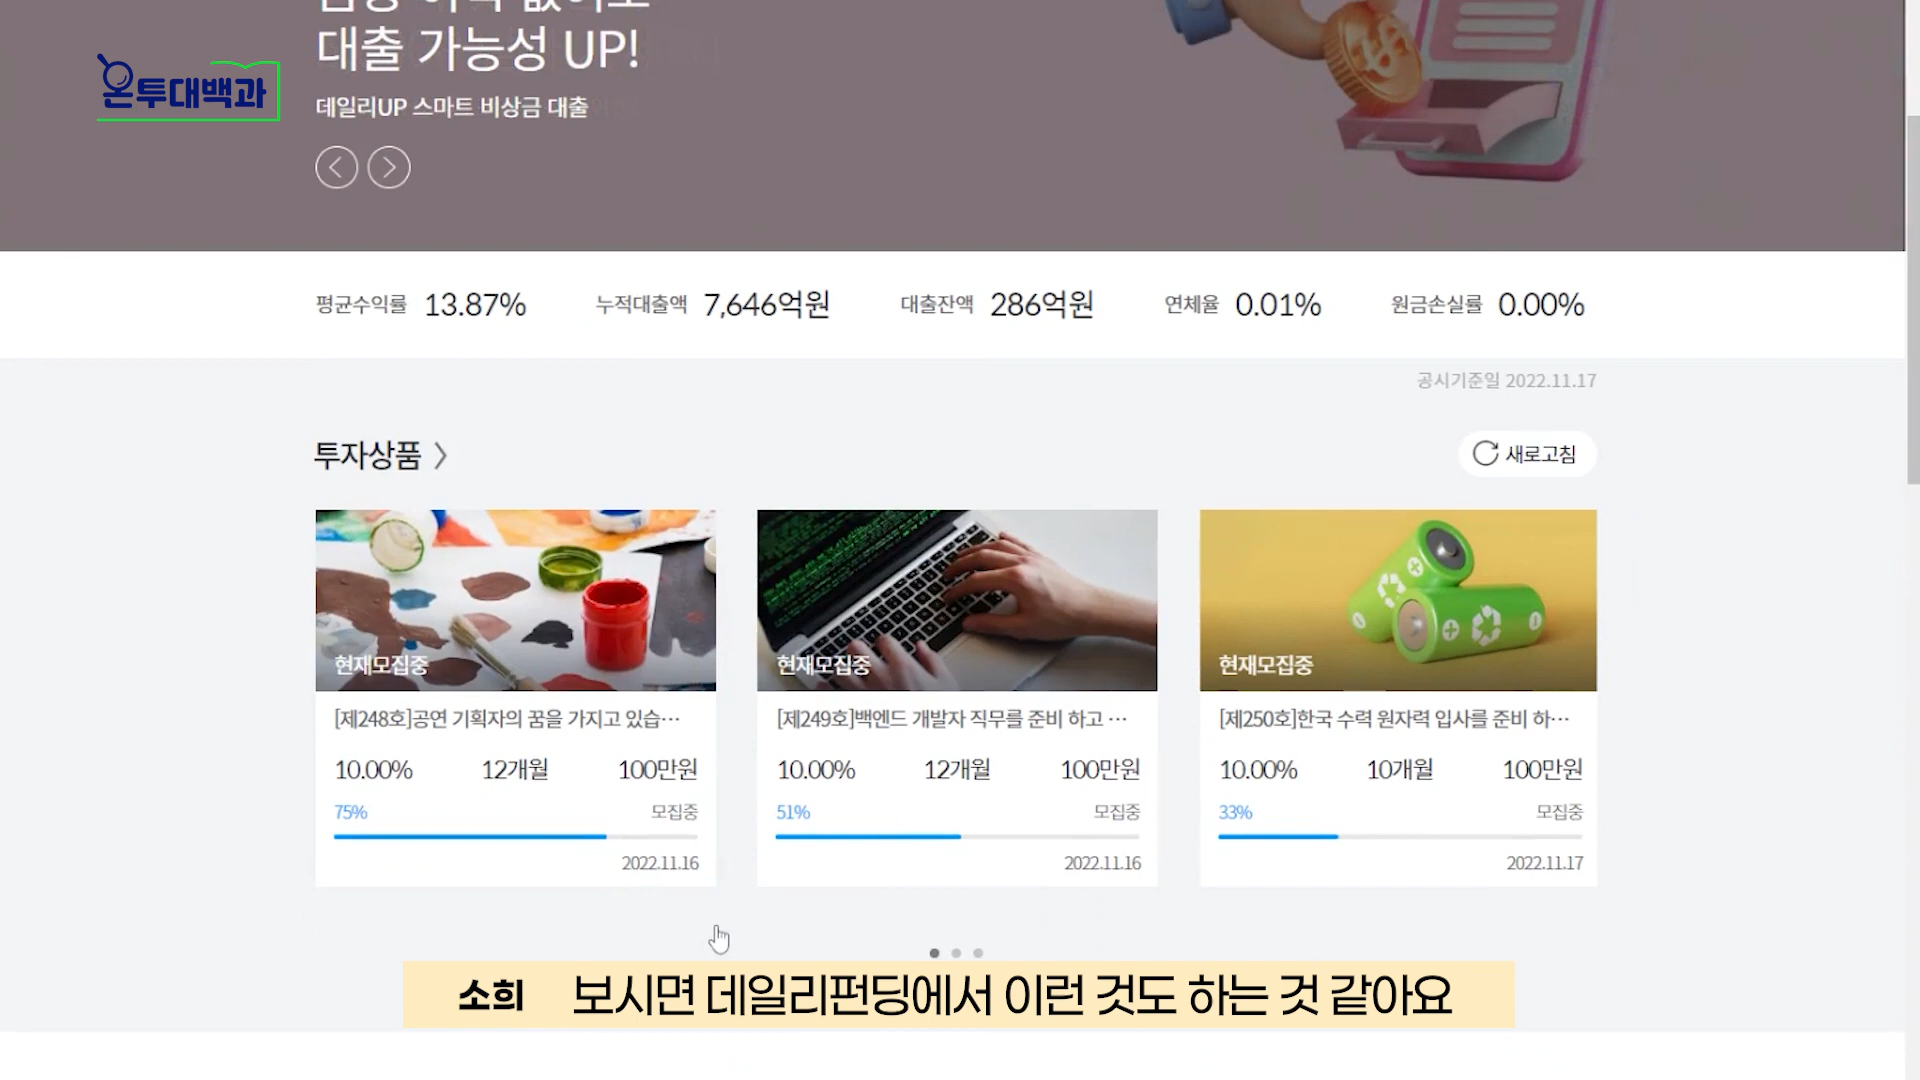 대출 가능성 UP!
온투대백과
데일리UP 스마트 비상금 대출
평균수익률 13.87% 누적대출액 7,646억원 대출잔액 286억원 연체율 0.01% 원금손실률 0.00%
공시기준일 2022.11.17
투자상품
새로고침
현재모집중
[제248호]공연 기획자의 꿈을 가지고 있습…
10.00% 12개월 100만원
75% 모집중
2022.11.16
현재모집중
[제249호]백엔드 개발자 직무를 준비 하고 …
10.00% 12개월 100만원
51% 모집중
2022.11.16
현재모집중
[제250호]한국 수력 원자력 입사를 준비 하…
10.00% 10개월 100만원
33% 모집중
2022.11.17
소희 보시면 데일리펀딩에서 이런 것도 하는 것 같아요